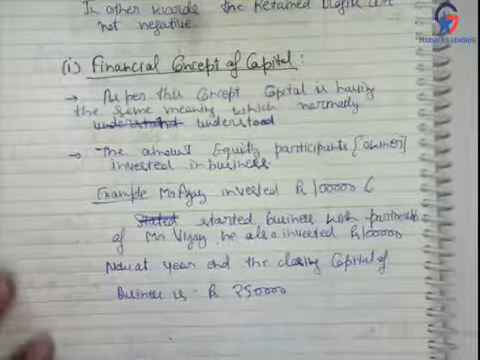 In other words the Retained Profit are
not negative
(i) Financial Concept of Capital :
→ As per this concept Capital is having
the same meaning which normally
understood
→ The amount Equity participants [owner]
invested in business.
Example Mr Ajay invested Rs 100000 &
started business with partnership
of Mr Vijay he also invested Rs 100000
Now at year end the closing Capital of
Business is Rs 250000